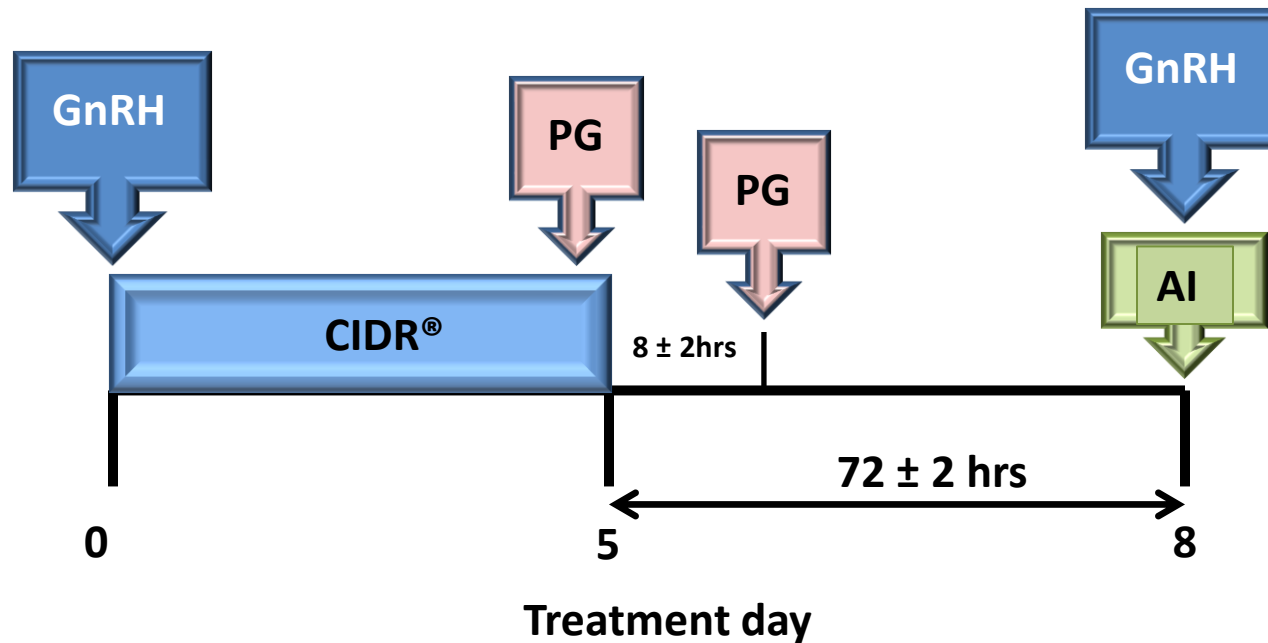 GnRH
PG
PG
GnRH
AI
CIDR®
8 ± 2hrs
72 ± 2 hrs
0
5
8
Treatment day